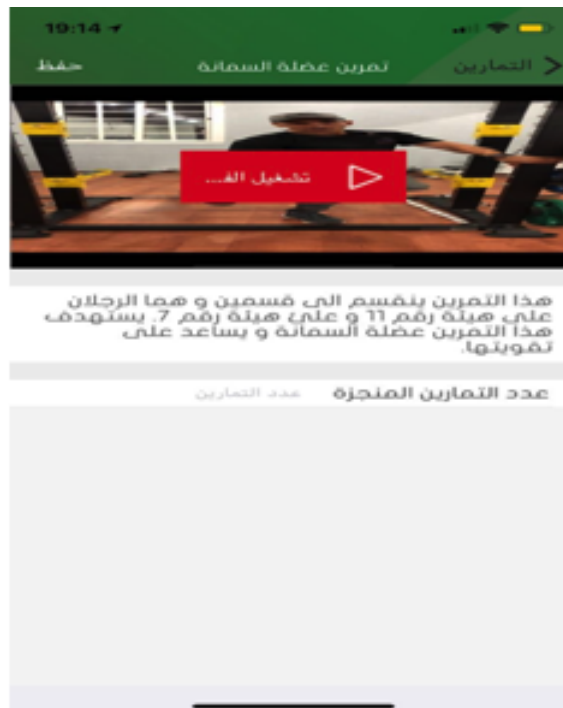 19:14
التمارين
تمرين عضلة السمانة
حفظ
تشغيل الف...
هذا التمرين ينقسم الى قسمين و هما الرجلان
على هيئة رقم 11 و على هيئة رقم 7. يستهدف
هذا التمرين عضلة السمانة و يساعد على
تقويتها.
عدد التمارين المنجزة عدد التمارين